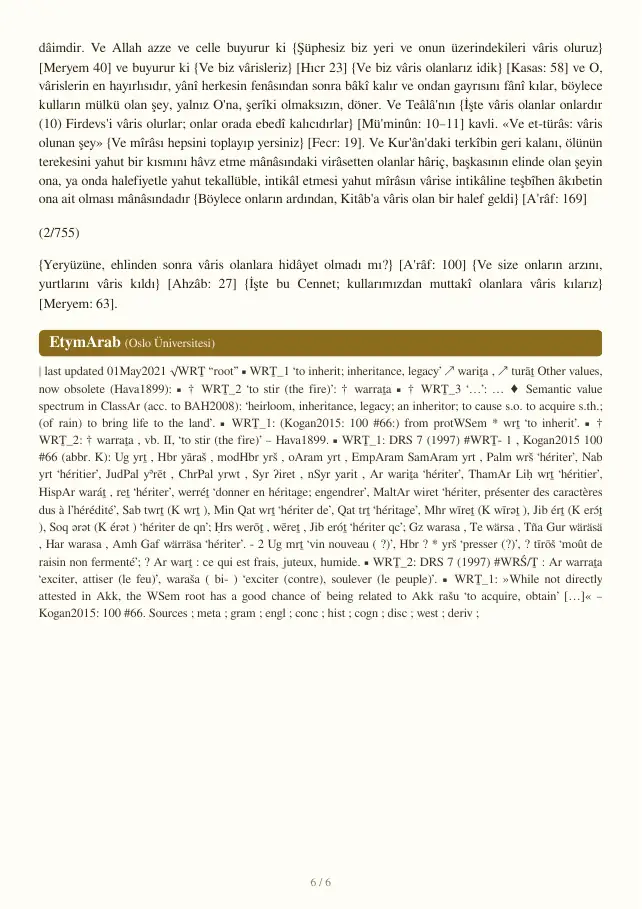 dâimdir. Ve Allah azze ve celle buyurur ki {Şüphesiz biz yeri ve onun üzerindekileri vâris oluruz}
[Meryem 40] ve buyurur ki {Ve biz vârisleriz} [Hıcr 23] {Ve biz vâris olanlarız idik} [Kasas: 58] ve O,
vârislerin en hayırlısıdır, yânî herkesin fenâsından sonra bâkî kalır ve ondan gayrısını fânî kılar, böylece
kulların mülkü olan şey, yalnız O'na, şerîki olmaksızın, döner. Ve Teâlâ'nın {İşte vâris olanlar onlardır
(10) Firdevs'i vâris olurlar; onlar orada ebedî kalıcıdırlar} [Mü'minûn: 10–11] kavli. «Ve et-türâs: vâris
olunan şey» {Ve mîrâsı hepsini toplayıp yersiniz} [Fecr: 19]. Ve Kur'ân'daki terkîbin geri kalanı, ölünün
terekesini yahut bir kısmını hâvz etme mânâsındaki virâsetten olanlar hâriç, başkasının elinde olan şeyin
ona, ya onda halefiyetle yahut tekallüble, intikâl etmesi yahut mîrâsın vârise intikâline teşbîhen âkıbetin
ona ait olması mânâsındadır {Böylece onların ardından, Kitâb'a vâris olan bir halef geldi} [A'râf: 169]
(2/755)
{Yeryüzüne, ehlinden sonra vâris olanlara hidâyet olmadı mı?} [A'râf: 100] {Ve size onların arzını,
yurtlarını vâris kıldı} [Ahzâb: 27] {İşte bu Cennet; kullarımızdan muttakî olanlara vâris kılarız}
[Meryem: 63].
EtymArab (Oslo Üniversitesi)
| last updated 01May2021 √WRṮ “root” ▪ WRṮ_1 ‘to inherit; inheritance, legacy’ ↗ wariṯa , ↗ turāṯ Other values,
now obsolete (Hava1899): ▪ † WRṮ_2 ‘to stir (the fire)’: † warraṯa ▪ † WRṮ_3 ‘…’: … ♦ Semantic value
spectrum in ClassAr (acc. to BAH2008): ‘heirloom, inheritance, legacy; an inheritor; to cause s.o. to acquire s.th.;
(of rain) to bring life to the land’. ▪ WRṮ_1: (Kogan2015: 100 #66:) from protWSem * wrṯ ‘to inherit’. ▪ †
WRṮ_2: † warraṯa , vb. II, ‘to stir (the fire)’ – Hava1899. ▪ WRṮ_1: DRS 7 (1997) #WRṮ- 1 , Kogan2015 100
#66 (abbr. K): Ug yrṯ , Hbr yāraš , modHbr yrš , oAram yrt , EmpAram SamAram yrt , Palm wrš ‘hériter’, Nab
yrt ‘héritier’, JudPal yᵊrēt , ChrPal yrwt , Syr ʔiret , nSyr yarit , Ar wariṯa ‘hériter’, ThamAr Liḥ wrṯ ‘héritier’,
HispAr waráṯ , reṯ ‘hériter’, werréṯ ‘donner en héritage; engendrer’, MaltAr wiret ‘hériter, présenter des caractères
dus à l’hérédité’, Sab twrṯ (K wrṯ ), Min Qat wrṯ ‘hériter de’, Qat trṯ ‘héritage’, Mhr wīreṯ (K wīrəṯ ), Jib érṯ (K erɔ́ṯ
), Soq ərət (K érət ) ‘hériter de qn’; Ḥrs werōṯ , wēreṯ , Jib eróṯ ‘hériter qc’; Gz warasa , Te wärsa , Tña Gur wäräsä
, Har warasa , Amh Gaf wärräsa ‘hériter’. - 2 Ug mrṯ ‘vin nouveau ( ?)’, Hbr ? * yrš ‘presser (?)’, ? tīrōš ‘moût de
raisin non fermenté’; ? Ar warṯ : ce qui est frais, juteux, humide. ▪ WRṮ_2: DRS 7 (1997) #WRŚ/Ṯ : Ar warraṯa
‘exciter, attiser (le feu)’, waraša ( bi- ) ‘exciter (contre), soulever (le peuple)’. ▪ WRṮ_1: »While not directly
attested in Akk, the WSem root has a good chance of being related to Akk rašu ‘to acquire, obtain’ […]« –
Kogan2015: 100 #66. Sources ; meta ; gram ; engl ; conc ; hist ; cogn ; disc ; west ; deriv ;
6 / 6